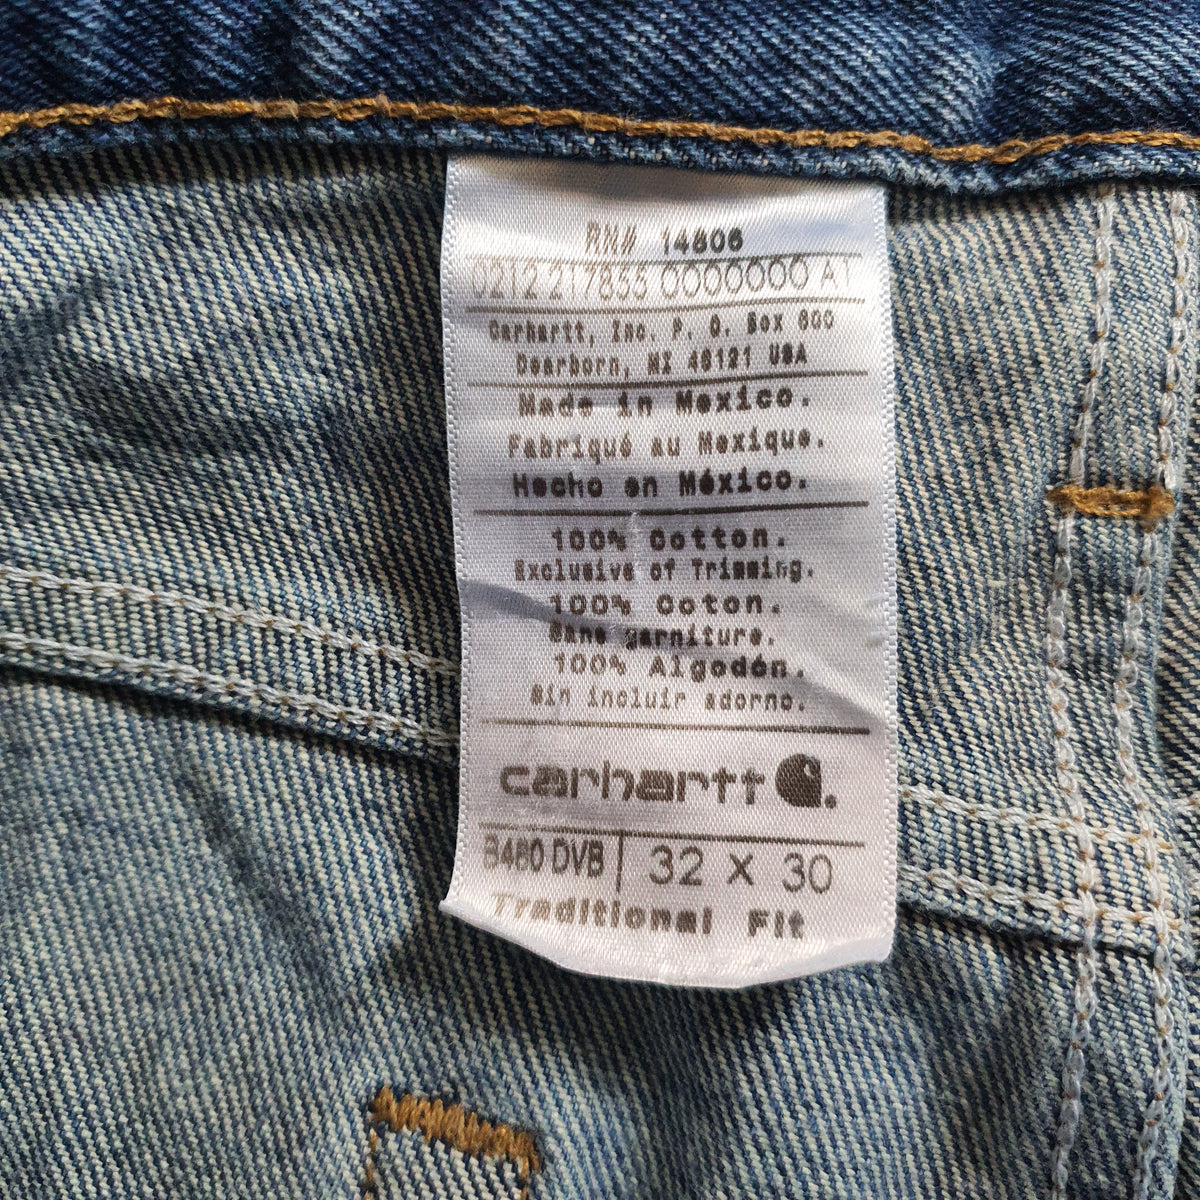 RN# 14806
0212 217855 0000000 A1
Carhartt, Inc. P. O. Box 600
Dearborn, MI 48121 USA
Made in Mexico.
Fabriqué au Mexique.
Hecho en México.
100% Cotton.
Exclusive of Trimming.
100% Coton.
Sans garniture.
100% Algodón.
Sin incluir adorno.
carhartt
B480 DVB 32 X 30
Traditional Fit